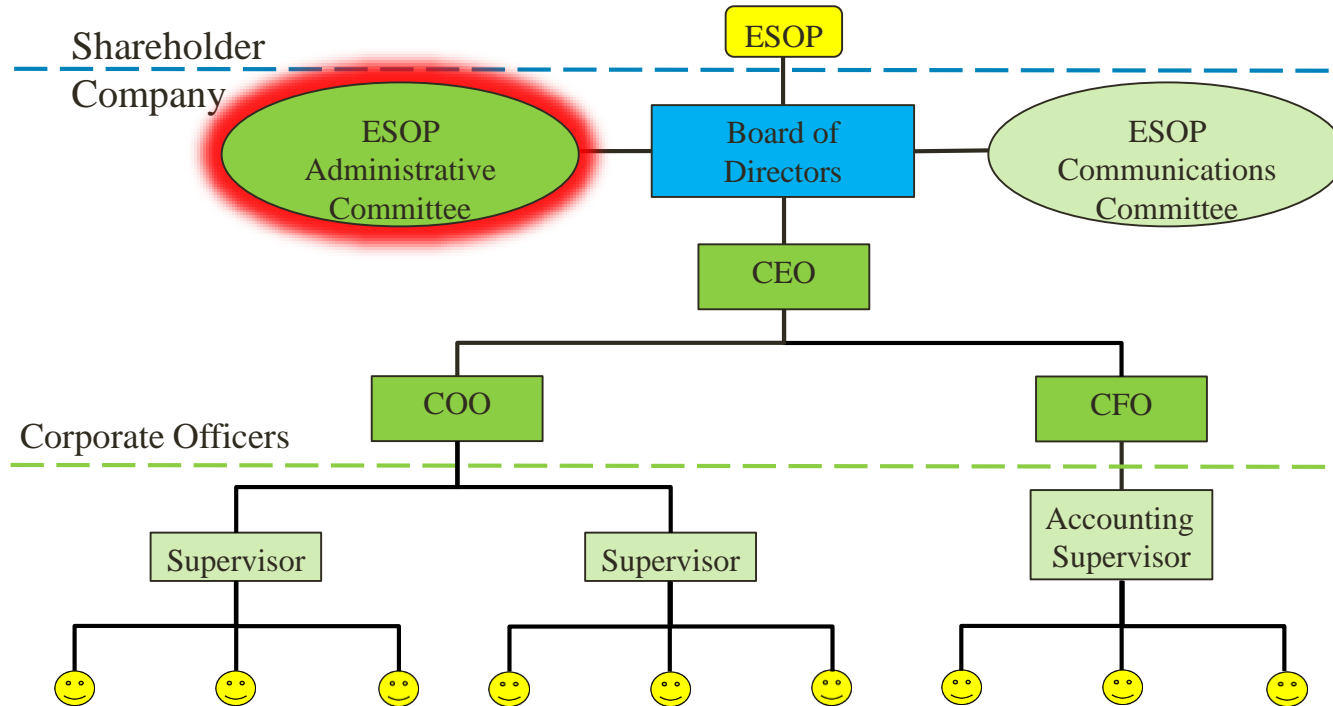 Shareholder
ESOP
Company
ESOP
Administrative
Committee
Board of
Directors
ESOP
Communications
Committee
CEO
COO
CFO
Corporate Officers
Supervisor
Supervisor
Accounting
Supervisor